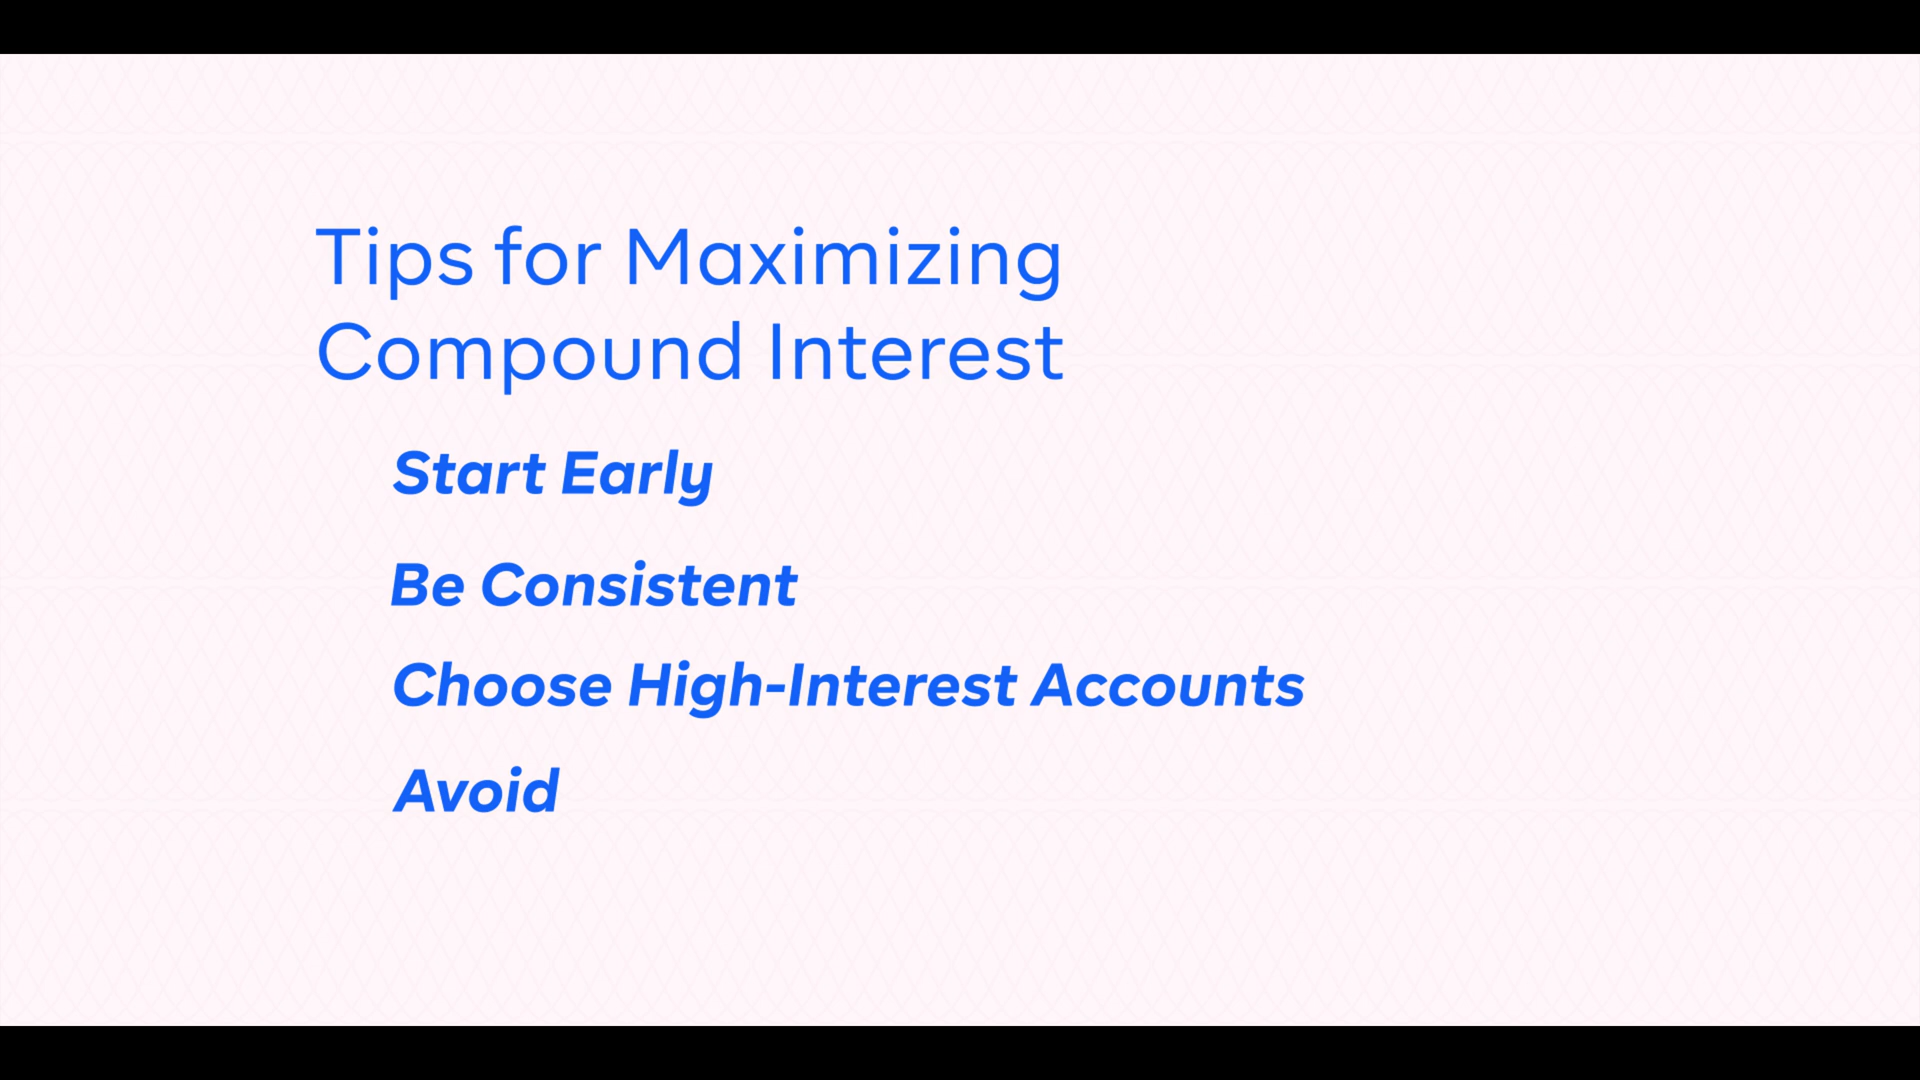 Tips for Maximizing
Compound Interest
Start Early
Be Consistent
Choose High-Interest Accounts
Avoid